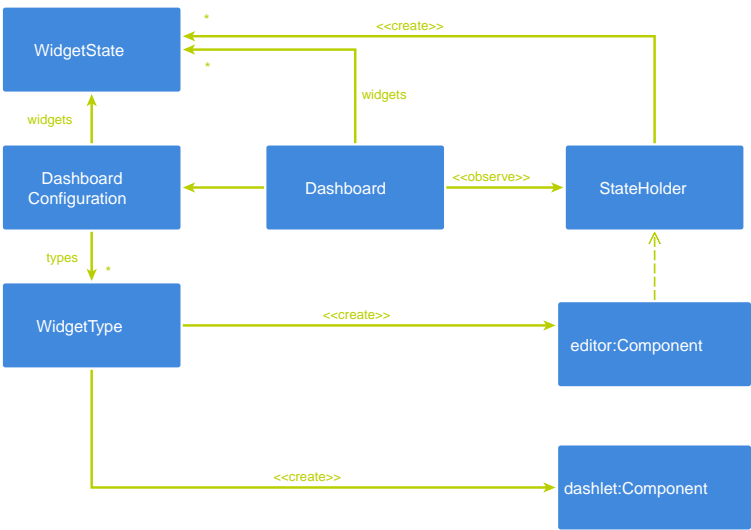 *
<<create>>
WidgetState
*
widgets
widgets
Dashboard
Configuration
Dashboard
<<observe>>
StateHolder
types
*
WidgetType
<<create>>
editor:Component
<<create>>
dashlet:Component